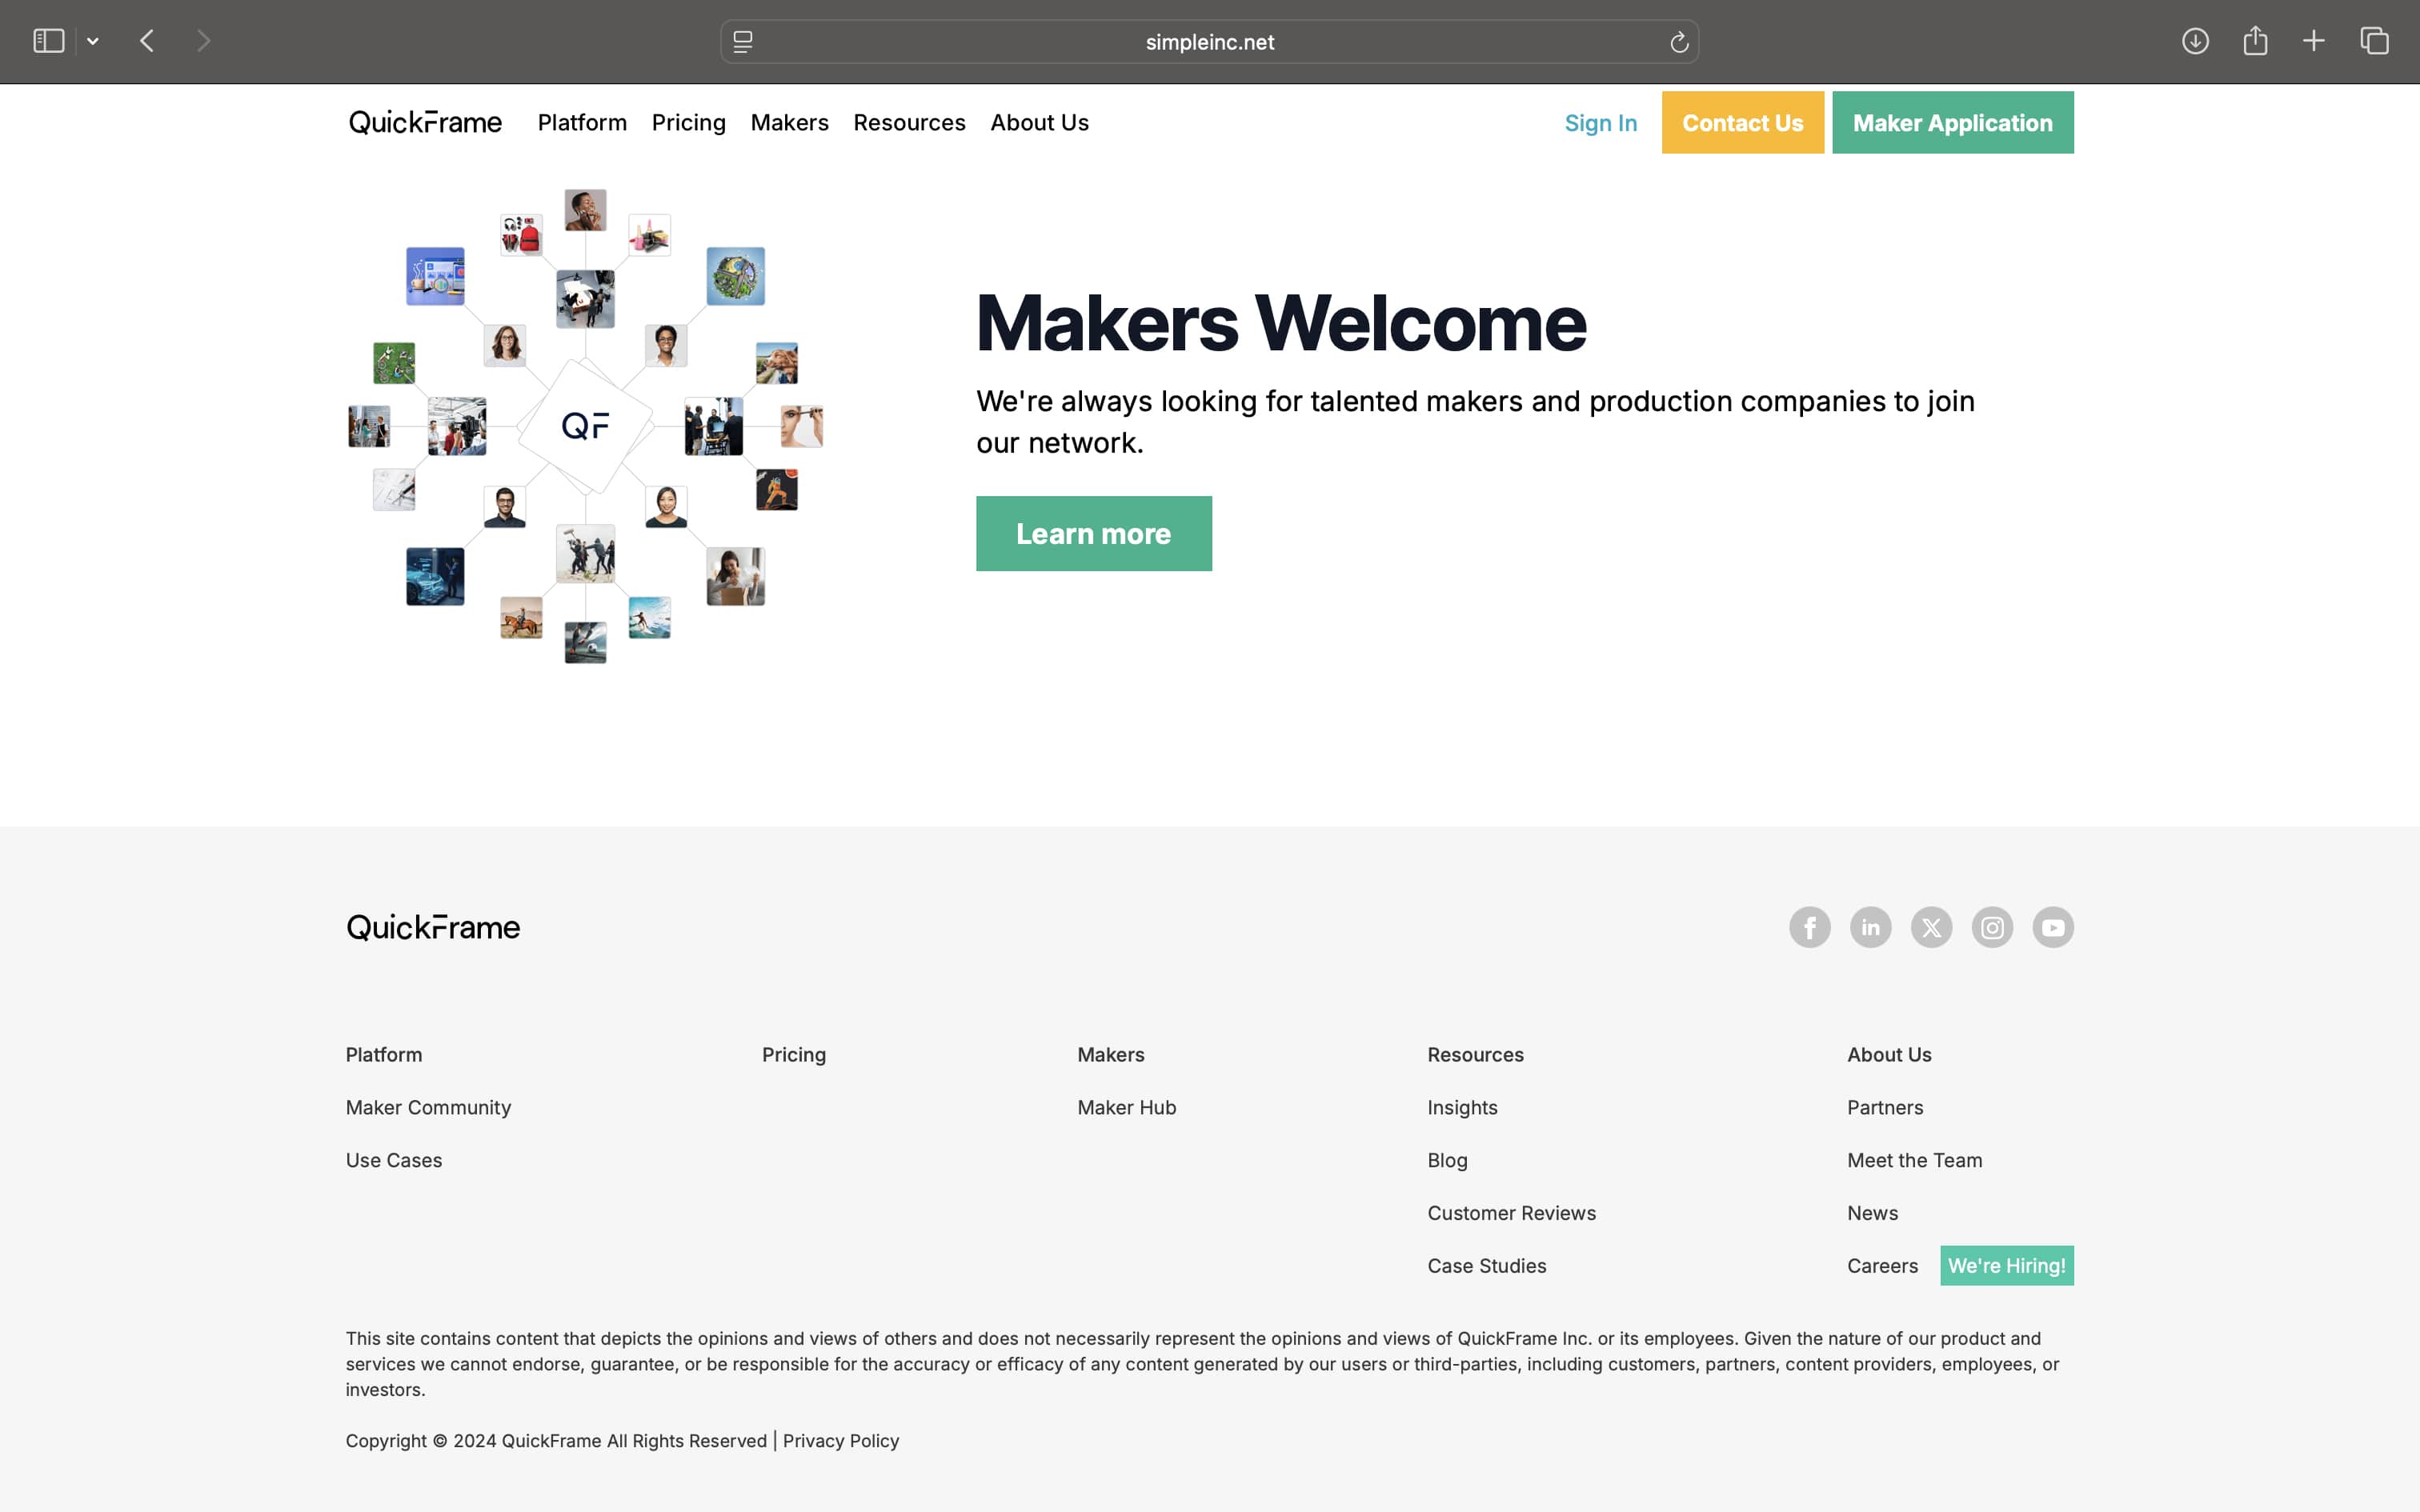 simpleinc.net
QuickFrame Platform Pricing Makers Resources About Us Sign In Contact Us Maker Application
QF
Makers Welcome
We're always looking for talented makers and production companies to join
our network.
Learn more
QuickFrame
Platform
Maker Community
Use Cases
Pricing
Makers
Maker Hub
Resources
Insights
Blog
Customer Reviews
Case Studies
About Us
Partners
Meet the Team
News
Careers We're Hiring!
This site contains content that depicts the opinions and views of others and does not necessarily represent the opinions and views of QuickFrame Inc. or its employees. Given the nature of our product and
services we cannot endorse, guarantee, or be responsible for the accuracy or efficacy of any content generated by our users or third-parties, including customers, partners, content providers, employees, or
investors.
Copyright © 2024 QuickFrame All Rights Reserved | Privacy Policy